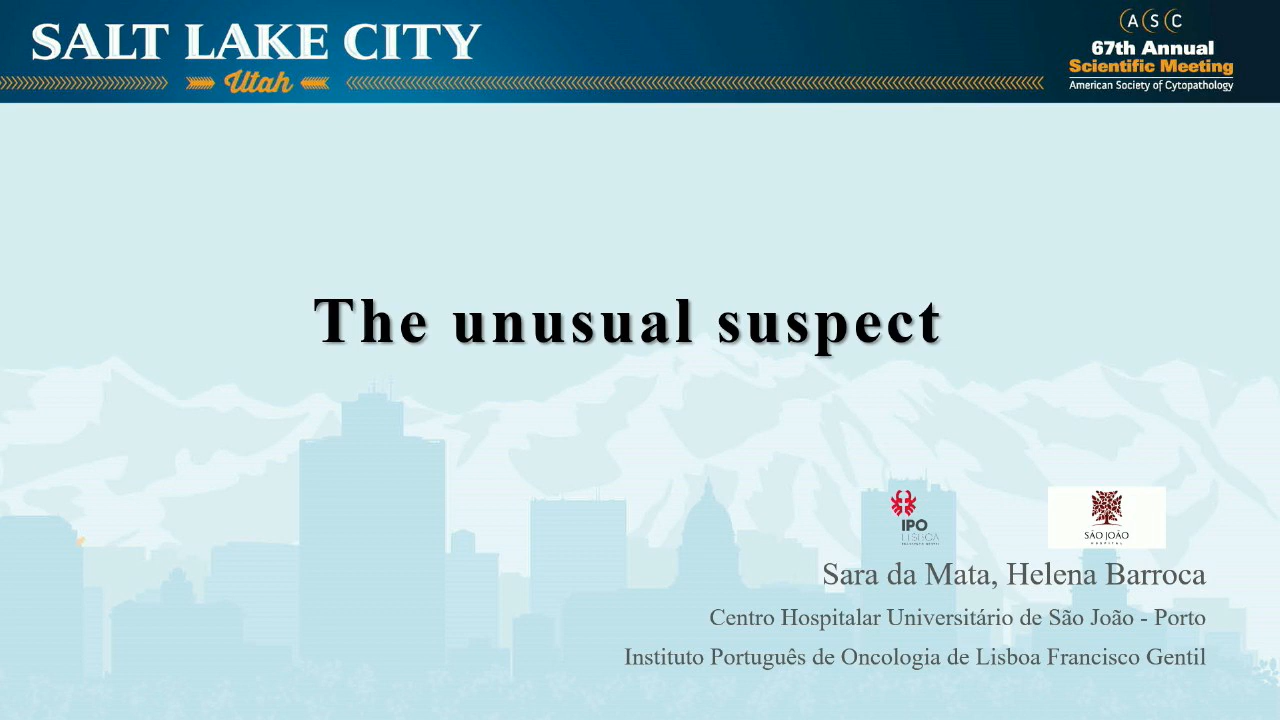 SALT LAKE CITY
Utah
A S C
67th Annual
Scientific Meeting
American Society of Cytopathology
The unusual suspect
IPO
LISBOA
SÃO JOÃO
HOSPITAL
Sara da Mata, Helena Barroca
Centro Hospitalar Universitário de São João - Porto
Instituto Português de Oncologia de Lisboa Francisco Gentil